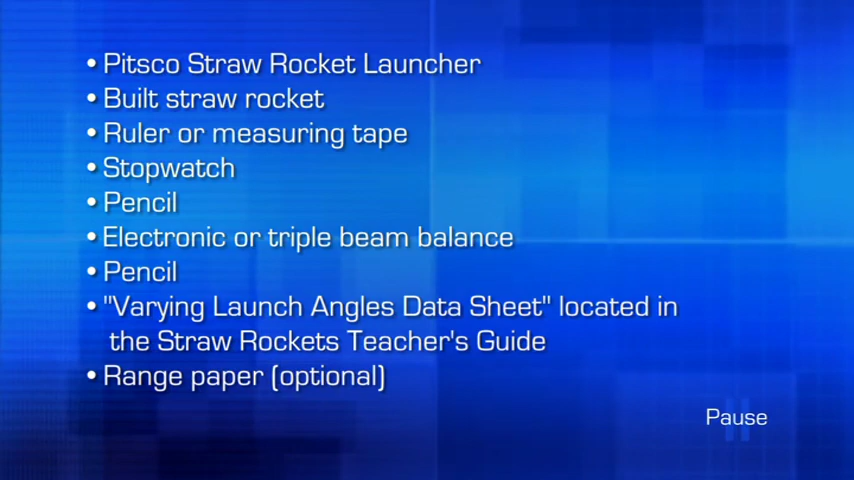 • Pitsco Straw Rocket Launcher
• Built straw rocket
• Ruler or measuring tape
• Stopwatch
• Pencil
• Electronic or triple beam balance
• Pencil
• "Varying Launch Angles Data Sheet" located in
the Straw Rockets Teacher's Guide
• Range paper (optional)
Pause